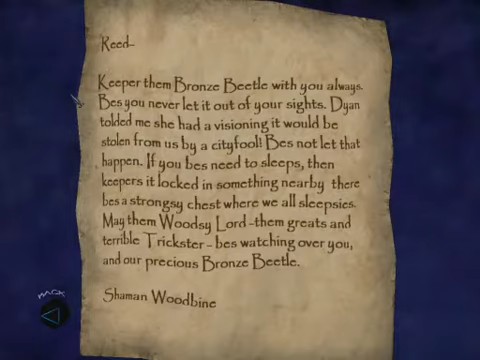 Reed-
Keeper them Bronze Beetle with you always.
Bes you never let it out of your sights. Dyan
tolded me she had a visioning it would be
stolen from us by a cityfool! Bes not let that
happen. If you bes need to sleeps, then
keepers it locked in something nearby there
bes a strongsy chest where we all sleepsies.
May them Woodsy Lord -them greats and
terrible Trickster- bes watching over you,
and our precious Bronze Beetle.
Shaman Woodbine
BACK